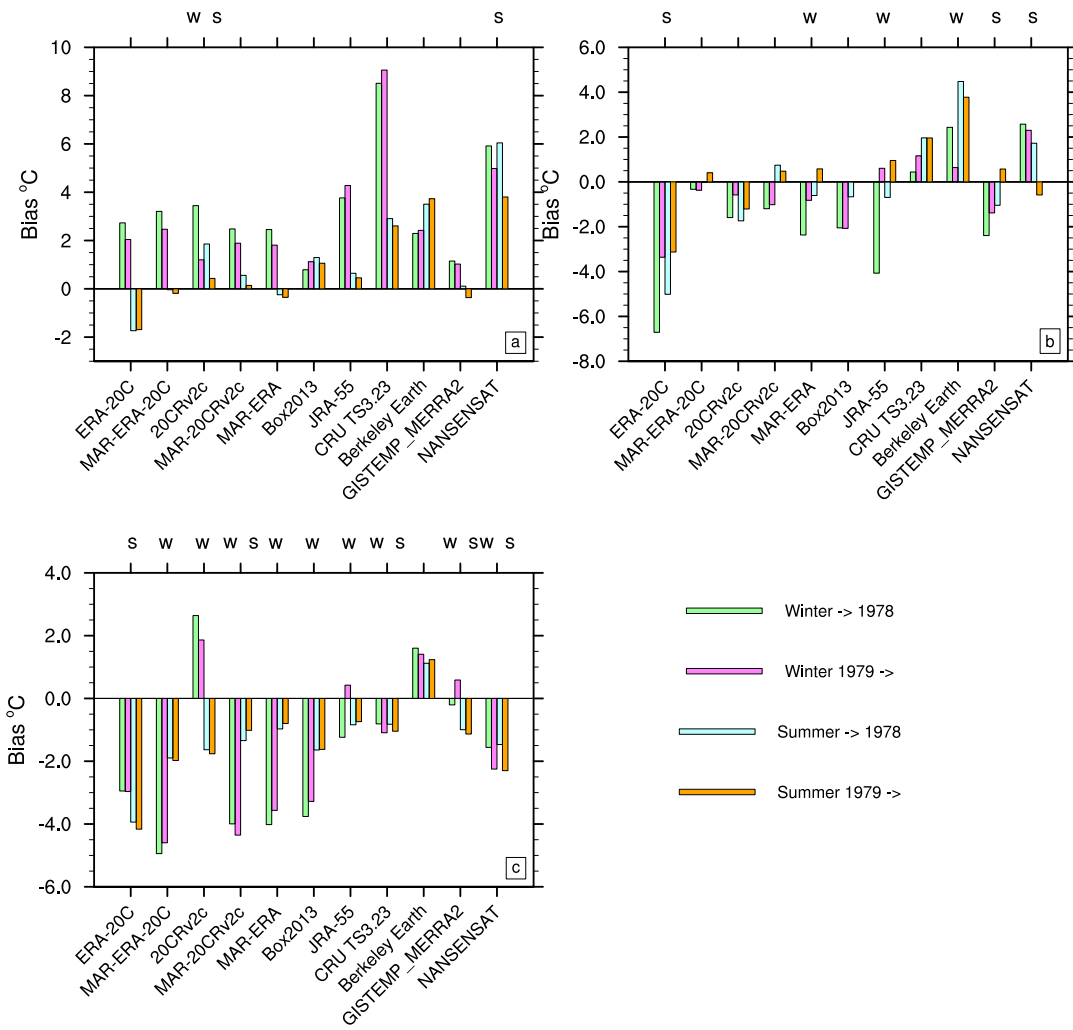 w s s
10
8
6
4
2
0
-2
Bias °C
a
ERA-20C
MAR-ERA-20C
20CRv2c
MAR-20CRv2c
MAR-ERA
Box2013
JRA-55
CRU TS3.23
Berkeley Earth
GISTEMP_MERRA2
NANSENSAT
s w w w s s
6.0
4.0
2.0
0.0
-2.0
-4.0
-6.0
-8.0
Bias °C
b
ERA-20C
MAR-ERA-20C
20CRv2c
MAR-20CRv2c
MAR-ERA
Box2013
JRA-55
CRU TS3.23
Berkeley Earth
GISTEMP_MERRA2
NANSENSAT
s w w w s w w w w s w s w s
4.0
2.0
0.0
-2.0
-4.0
-6.0
Bias °C
c
ERA-20C
MAR-ERA-20C
20CRv2c
MAR-20CRv2c
MAR-ERA
Box2013
JRA-55
CRU TS3.23
Berkeley Earth
GISTEMP_MERRA2
NANSENSAT
Winter -> 1978
Winter 1979 ->
Summer -> 1978
Summer 1979 ->